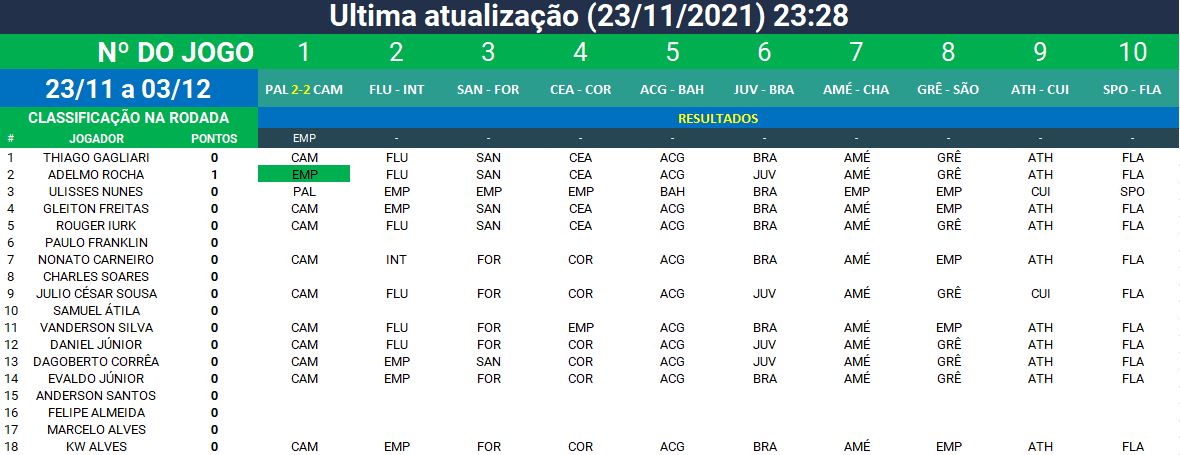 Ultima atualização (23/11/2021) 23:28
Nº DO JOGO 1 2 3 4 5 6 7 8 9 10
23/11 a 03/12 PAL 2-2 CAM FLU - INT SAN - FOR CEA - COR ACG - BAH JUV - BRA AMÉ - CHA GRÊ - SÃO ATH - CUI SPO - FLA
CLASSIFICAÇÃO NA RODADA RESULTADOS
# JOGADOR PONTOS EMP - - - - - - - - -
1 THIAGO GAGLIARI 0 CAM FLU SAN CEA ACG BRA AMÉ GRÊ ATH FLA
2 ADELMO ROCHA 1 EMP FLU SAN CEA ACG JUV AMÉ GRÊ ATH FLA
3 ULISSES NUNES 0 PAL EMP EMP EMP BAH BRA EMP EMP CUI SPO
4 GLEITON FREITAS 0 CAM EMP SAN CEA ACG BRA AMÉ EMP ATH FLA
5 ROUGER IURK 0 CAM FLU SAN CEA ACG BRA AMÉ GRÊ ATH FLA
6 PAULO FRANKLIN 0
7 NONATO CARNEIRO 0 CAM INT FOR COR ACG BRA AMÉ EMP ATH FLA
8 CHARLES SOARES 0
9 JULIO CÉSAR SOUSA 0 CAM FLU FOR COR ACG JUV AMÉ GRÊ CUI FLA
10 SAMUEL ÁTILA 0
11 VANDERSON SILVA 0 CAM FLU FOR EMP ACG BRA AMÉ EMP ATH FLA
12 DANIEL JÚNIOR 0 CAM FLU FOR COR ACG JUV AMÉ GRÊ ATH FLA
13 DAGOBERTO CORRÊA 0 CAM EMP SAN COR ACG JUV AMÉ GRÊ ATH FLA
14 EVALDO JÚNIOR 0 CAM EMP FOR COR ACG BRA AMÉ GRÊ ATH FLA
15 ANDERSON SANTOS 0
16 FELIPE ALMEIDA 0
17 MARCELO ALVES 0
18 KW ALVES 0 CAM EMP FOR COR ACG BRA AMÉ EMP ATH FLA